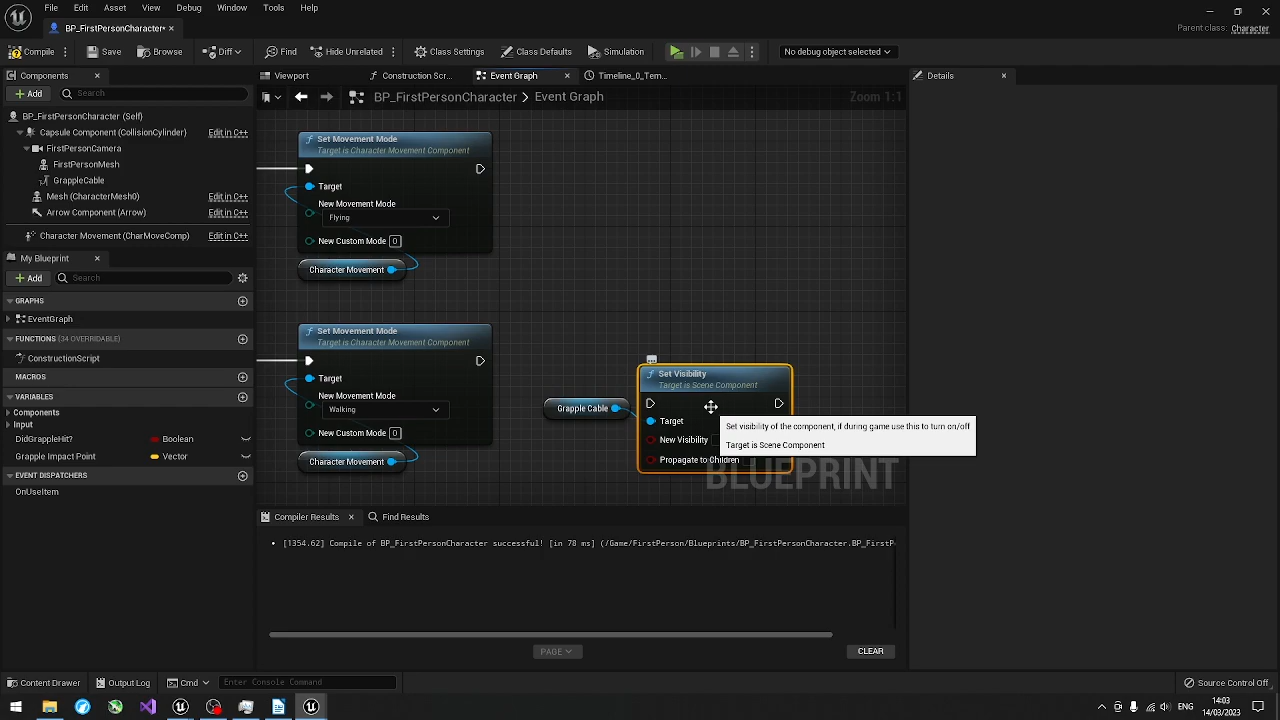 File Edit Asset View Debug Window Tools Help
BP_FirstPersonCharacter*
Parent class: Character
Compile Save Browse Diff Find Hide Unrelated Class Settings Class Defaults Simulation No debug object selected
Components
Add Search
BP_FirstPersonCharacter (Self)
Capsule Component (CollisionCylinder) Edit in C++
FirstPersonCamera
FirstPersonMesh
GrappleCable
Mesh (CharacterMesh0) Edit in C++
Arrow Component (Arrow) Edit in C++
Character Movement (CharMoveComp) Edit in C++
My Blueprint
Add Search
GRAPHS
EventGraph
FUNCTIONS (34 OVERRIDABLE)
ConstructionScript
MACROS
VARIABLES
Components
Input
DidGrappleHit? Boolean
Grapple Impact Point Vector
EVENT DISPATCHERS
OnUseItem
Viewport Construction Scr... Event Graph Timeline_0_Tem...
BP_FirstPersonCharacter > Event Graph Zoom 1:1
Set Movement Mode
Target is Character Movement Component
Target
New Movement Mode
Flying
New Custom Mode 0
Character Movement
Set Movement Mode
Target is Character Movement Component
Target
New Movement Mode
Walking
New Custom Mode 0
Character Movement
Grapple Cable
Set Visibility
Target is Scene Component
Target
New Visibility
Propagate to Children
Set visibility of the component, if during game use this to turn on/off
Target is Scene Component
BLUEPRINT
Details
Compiler Results Find Results
[1354.62] Compile of BP_FirstPersonCharacter successful! [in 78 ms] (/Game/FirstPerson/Blueprints/BP_FirstPersonCharacter.BP_FirstP
PAGE
CLEAR
Content Drawer Output Log Cmd Enter Console Command Source Control Off
ENG
14:03
14/03/2023